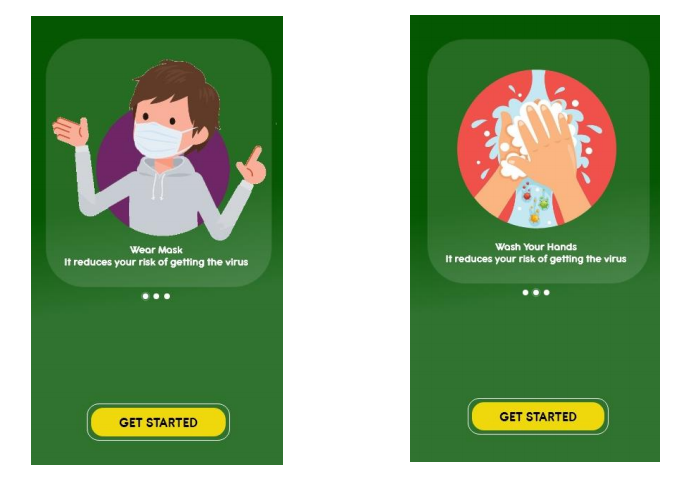 Wear Mask
It reduces your risk of getting the virus
GET STARTED
Wash Your Hands
It reduces your risk of getting the virus
GET STARTED